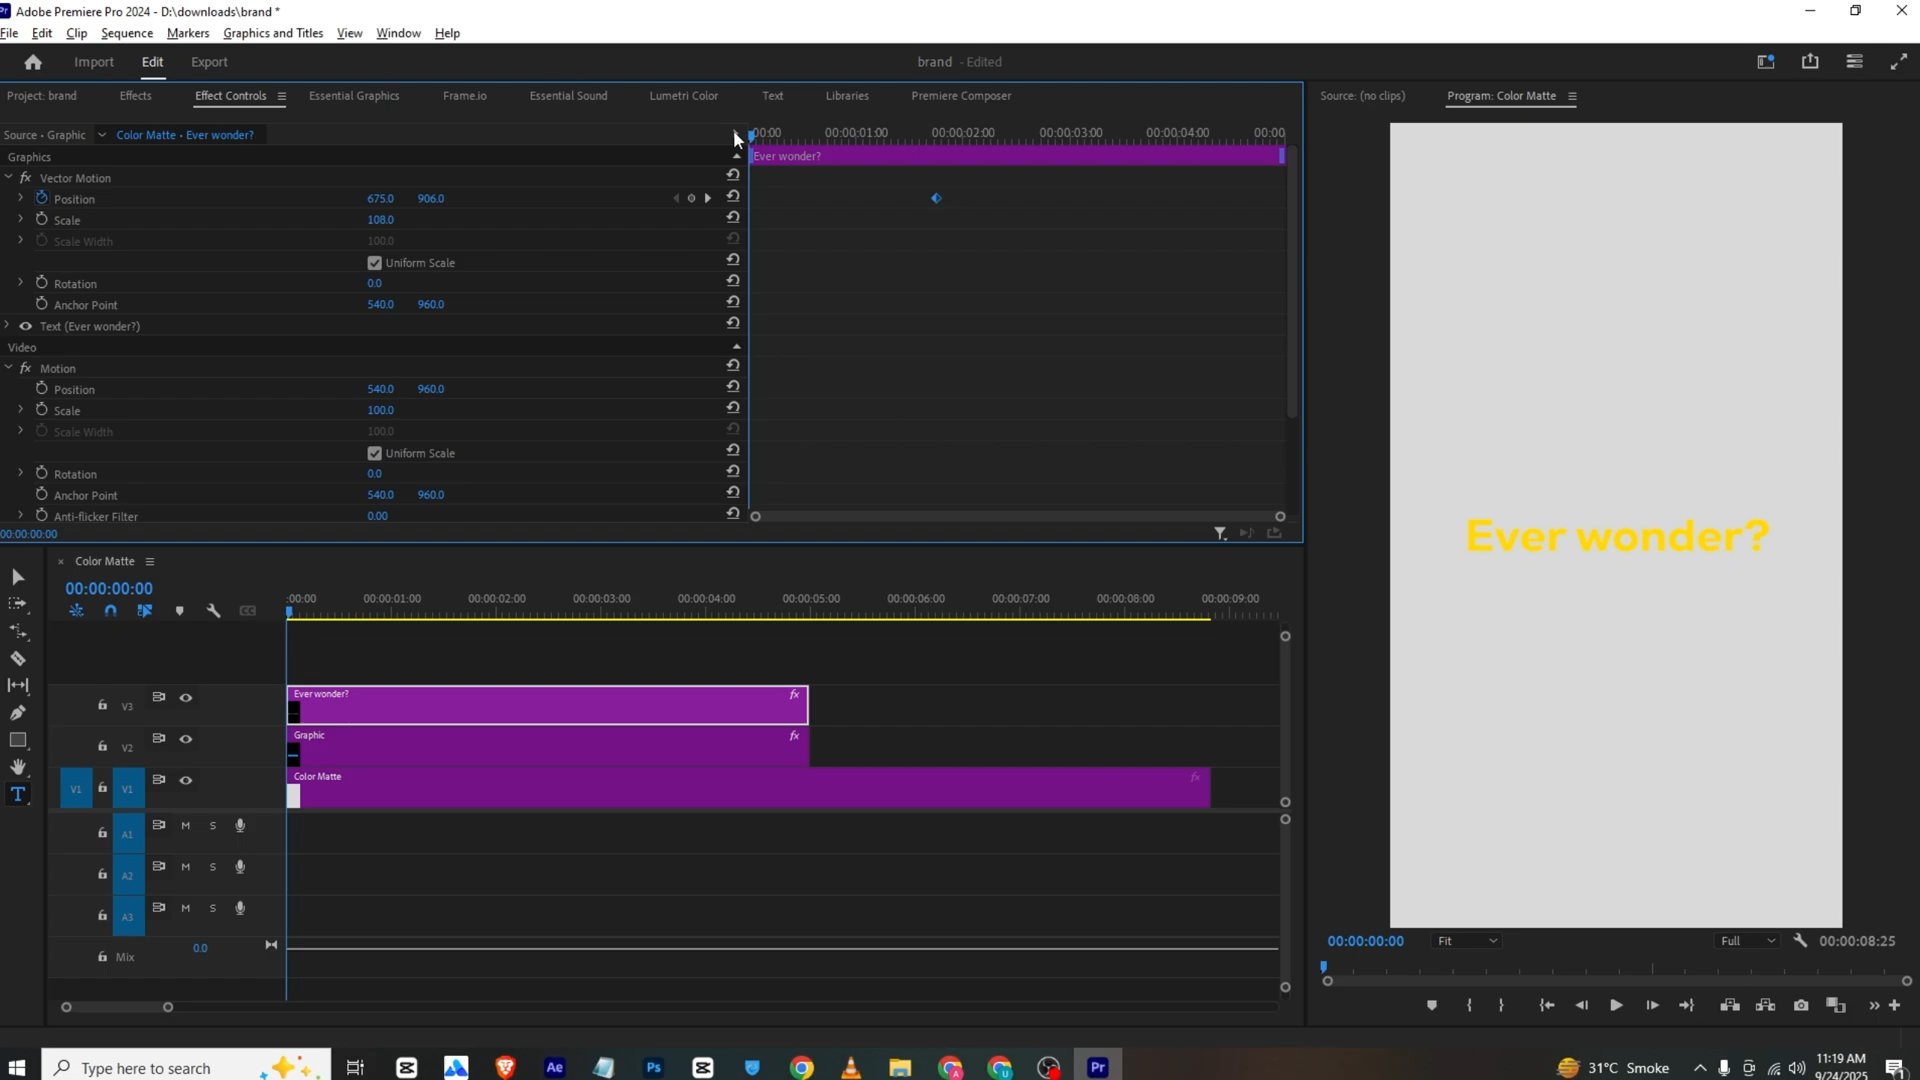 Adobe Premiere Pro 2024 - D:\downloads\brand *
File Edit Clip Sequence Markers Graphics and Titles View Window Help
Import Edit Export brand - Edited
Project: brand Effects Effect Controls Essential Graphics Frame.io Essential Sound Lumetri Color Text Libraries Premiere Composer Source: (no clips) Program: Color Matte
Source • Graphic Color Matte • Ever wonder? 00:00 00:00:01:00 00:00:02:00 00:00:03:00 00:00:04:00 00:00
Graphics Ever wonder?
fx Vector Motion
Position 675.0 906.0
Scale 108.0
Scale Width 100.0
Uniform Scale
Rotation 0.0
Anchor Point 540.0 960.0
Text (Ever wonder?)
Video
fx Motion
Position 540.0 960.0
Scale 100.0
Scale Width 100.0
Uniform Scale
Rotation 0.0
Anchor Point 540.0 960.0
Anti-flicker Filter 0.00
00:00:00:00
Ever wonder?
Color Matte
00:00:00:00
:00:00 00:00:01:00 00:00:02:00 00:00:03:00 00:00:04:00 00:00:05:00 00:00:06:00 00:00:07:00 00:00:08:00 00:00:09:00
CC
V3 Ever wonder? fx
V2 Graphic fx
V1 V1 Color Matte fx
A1 M S
A2 M S
A3 M S
Mix 0.0
T
00:00:00:00 Fit Full 00:00:08:25
Type here to search Ae Ps A U Pr 31°C Smoke 11:19 AM
9/24/2025 1